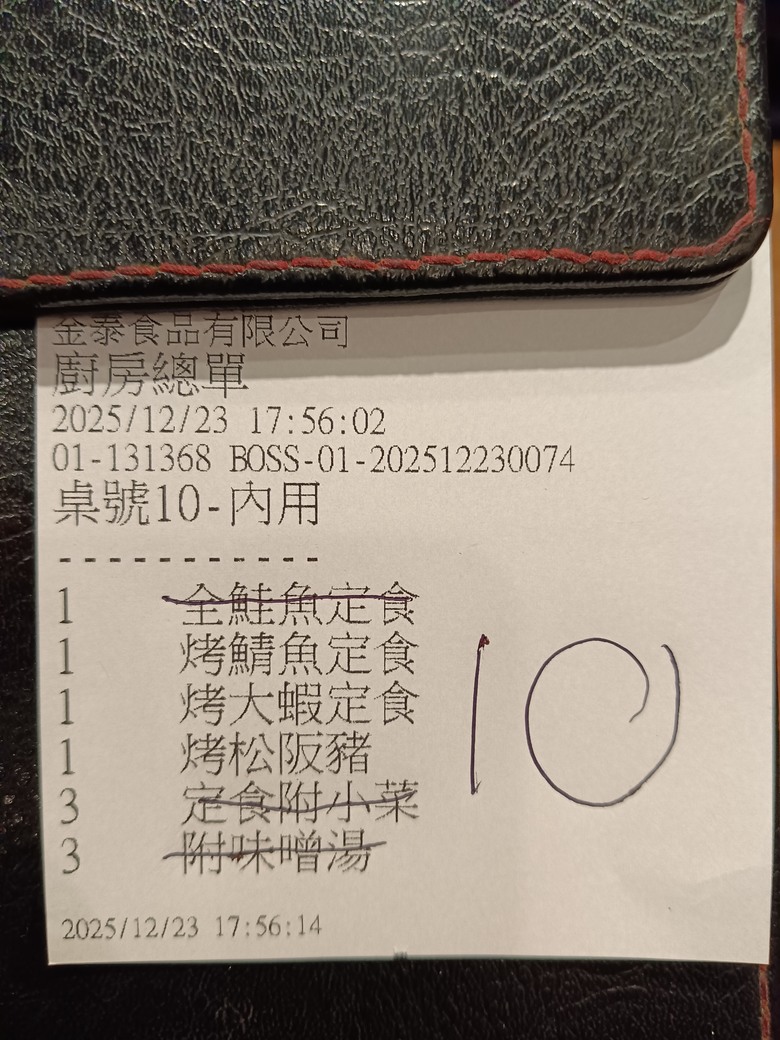 金泰食品有限公司
廚房總單
2025/12/23 17:56:02
01-131368 BOSS-01-202512230074
桌號10-內用
-----------
1 全鮭魚定食
1 烤鯖魚定食
1 烤大蝦定食
1 烤松阪豬
3 定食附小菜
3 附味噌湯
10
2025/12/23 17:56:14